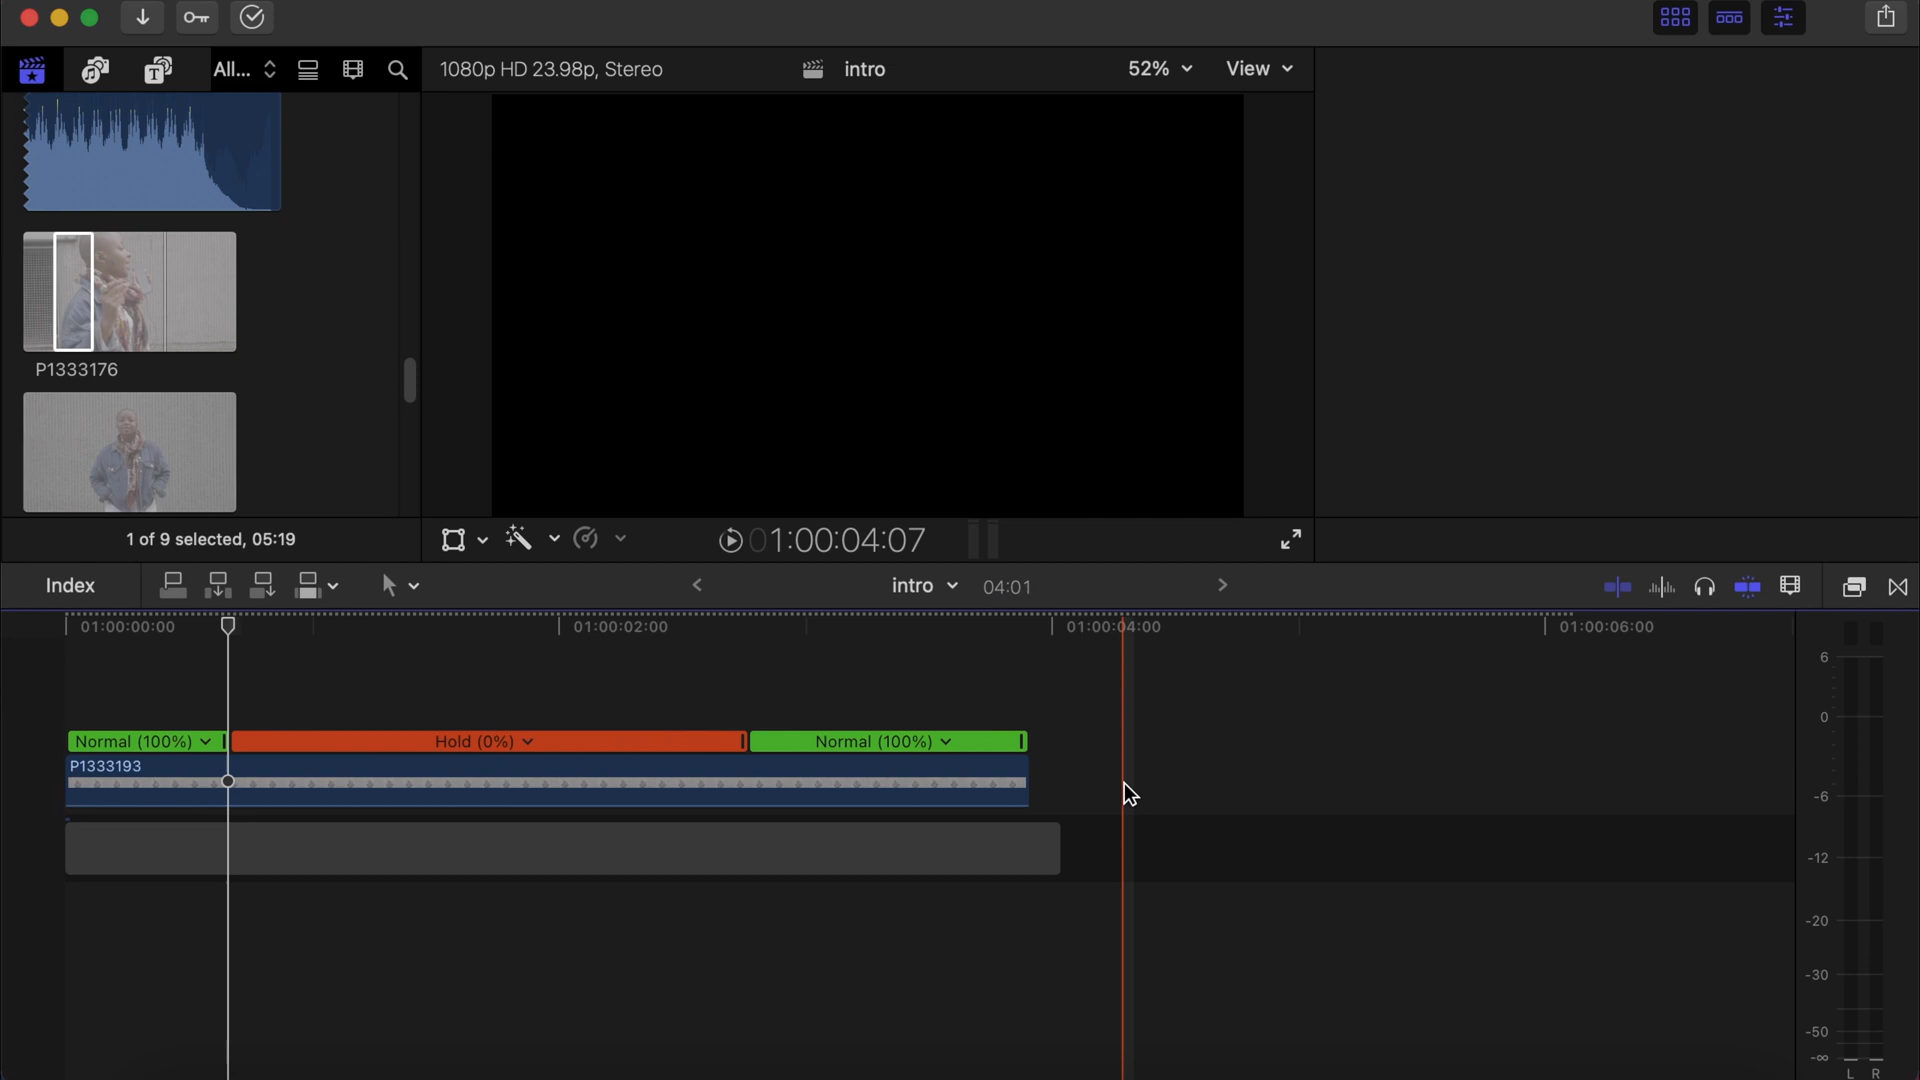 All...
1080p HD 23.98p, Stereo
intro
52%
View
P1333176
1 of 9 selected, 05:19
01:00:04:07
Index
intro
04:01
01:00:00:00
01:00:02:00
01:00:04:00
01:00:06:00
Normal (100%)
Hold (0%)
Normal (100%)
P1333193
6
0
-6
-12
-20
-30
-50
-∞
L R